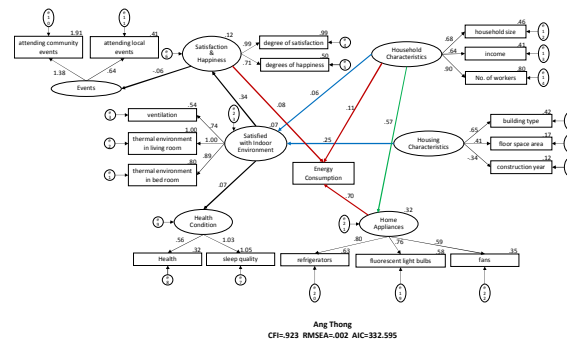 1.91
.41
.12
.99
.46
attending community
events
attending local
events
Satisfaction
& Happiness
degree of satisfaction
Household
Characteristics
household size
.99
.50
.68
.41
degrees of happiness
.71
.64
income
1.38
.64
-.06
.80
.90
No. of workers
Events
.34
.08
.06
.11
.54
.07
.57
.42
ventilation
.74
building type
1.00
Satisfied
with Indoor
Environment
.25
Housing
Characteristics
.65
.17
thermal environment
in living room
1.00
.41
floor space area
.80
.89
-.34
.12
thermal environment
in bed room
Energy
Consumption
construction year
.07
.70
Health
Condition
.32
Home
Appliances
.56
1.03
.80
.76
.59
.32
1.05
.63
.58
.35
Health
sleep quality
refrigerators
fluorescent light bulbs
fans
Ang Thong
CFI=.923 RMSEA=.002 AIC=332.595